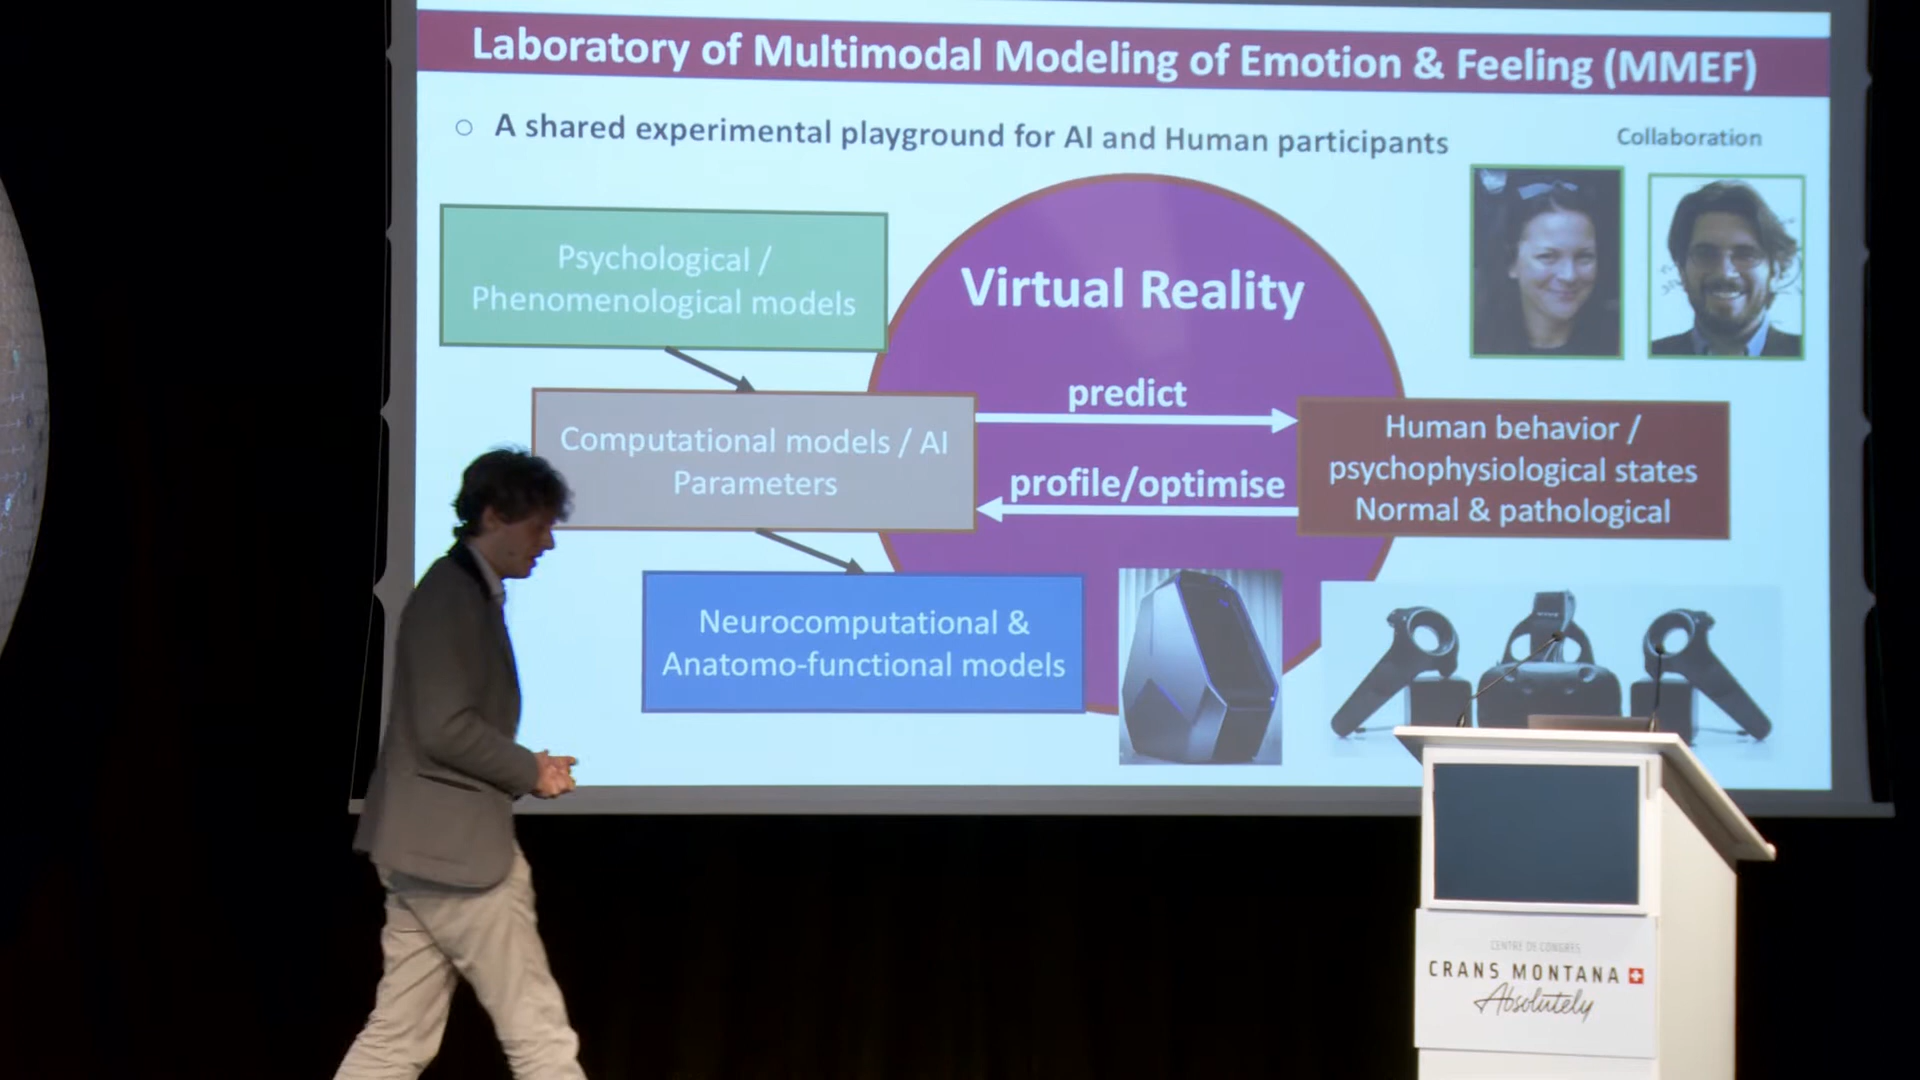 Laboratory of Multimodal Modeling of Emotion & Feeling (MMEF)
○ A shared experimental playground for AI and Human participants
Collaboration
Psychological /
Phenomenological models
Virtual Reality
predict
Computational models / AI
Parameters
profile/optimise
Human behavior /
psychophysiological states
Normal & pathological
Neurocomputational &
Anatomo-functional models
CENTRE DE CONGRÈS
CRANS MONTANA
Absolutely